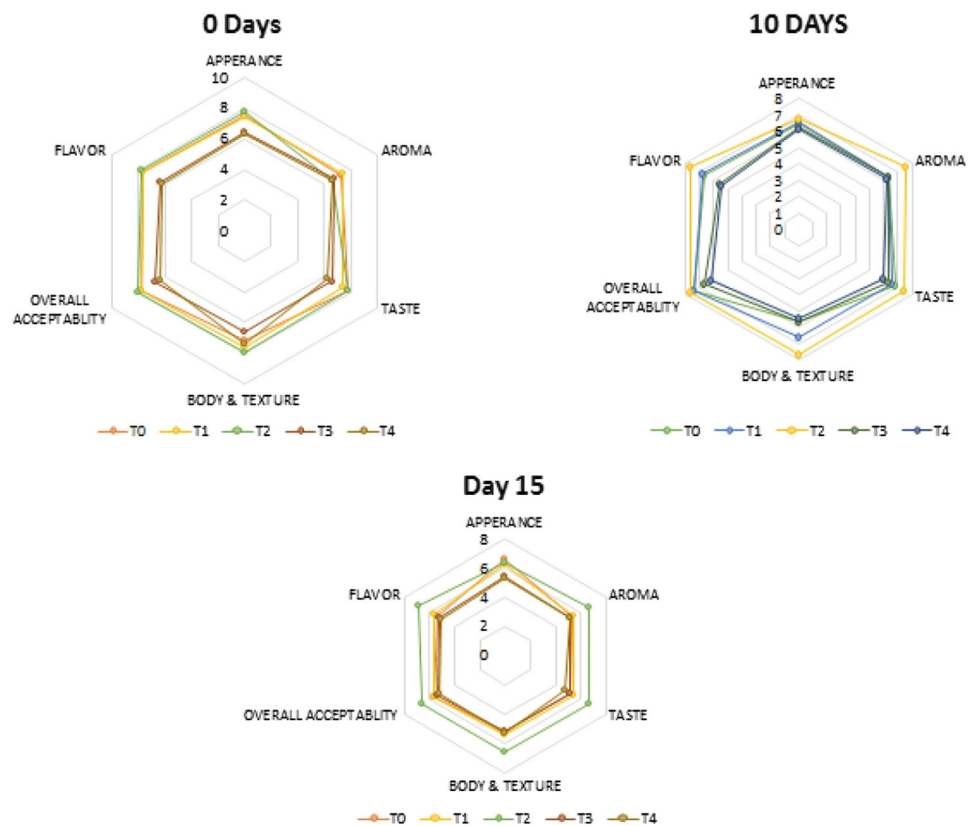 0 Days
APPERANCE
10
8
6
4
2
0
AROMA
TASTE
BODY & TEXTURE
OVERALL
ACCEPTABLITY
FLAVOR
T0 T1 T2 T3 T4
10 DAYS
APPERANCE
8
7
6
5
4
3
2
1
0
AROMA
TASTE
BODY & TEXTURE
OVERALL
ACCEPTABLITY
FLAVOR
T0 T1 T2 T3 T4
Day 15
APPERANCE
8
6
4
2
0
AROMA
TASTE
BODY & TEXTURE
OVERALL ACCEPTABLITY
FLAVOR
T0 T1 T2 T3 T4